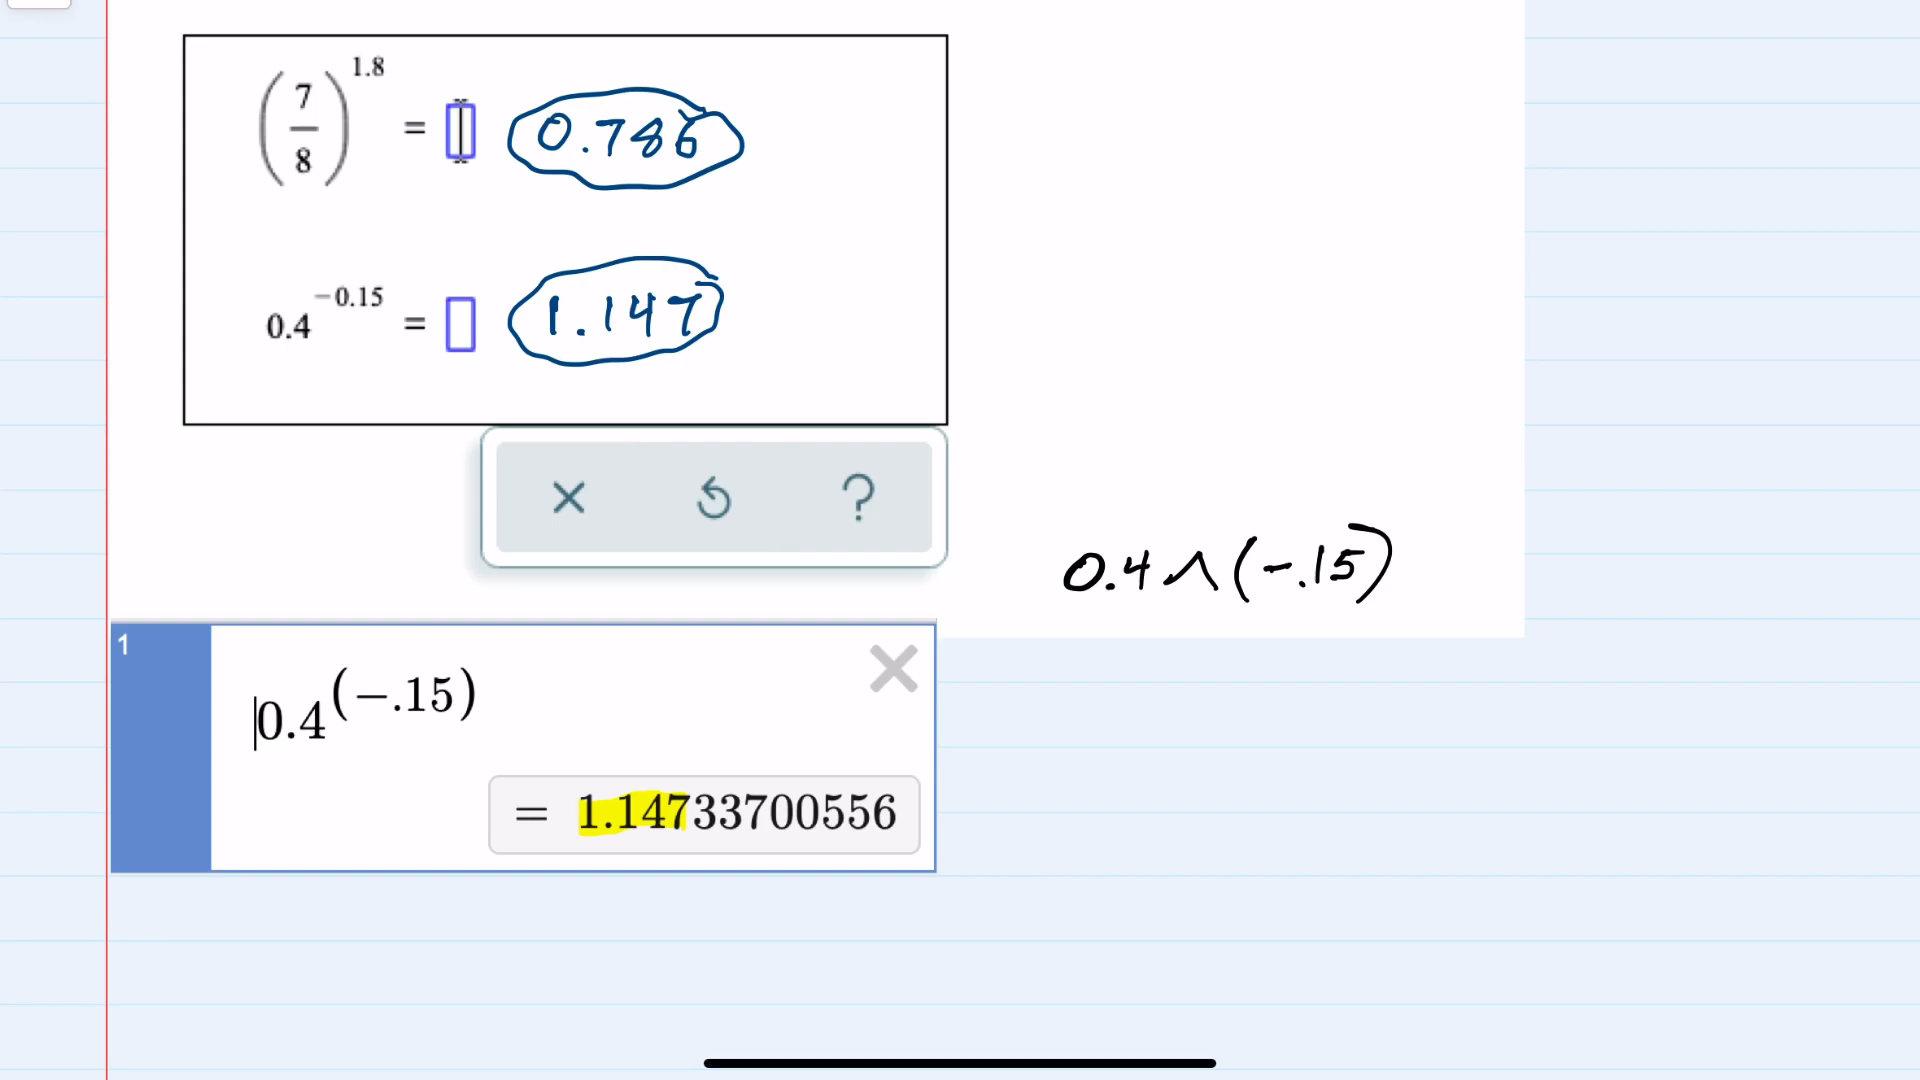 (7/8)^1.8 = 0.786
0.4^−0.15 = 1.147
?
0.4^(-.15)
1
0.4^(−.15)
= 1.14733700556